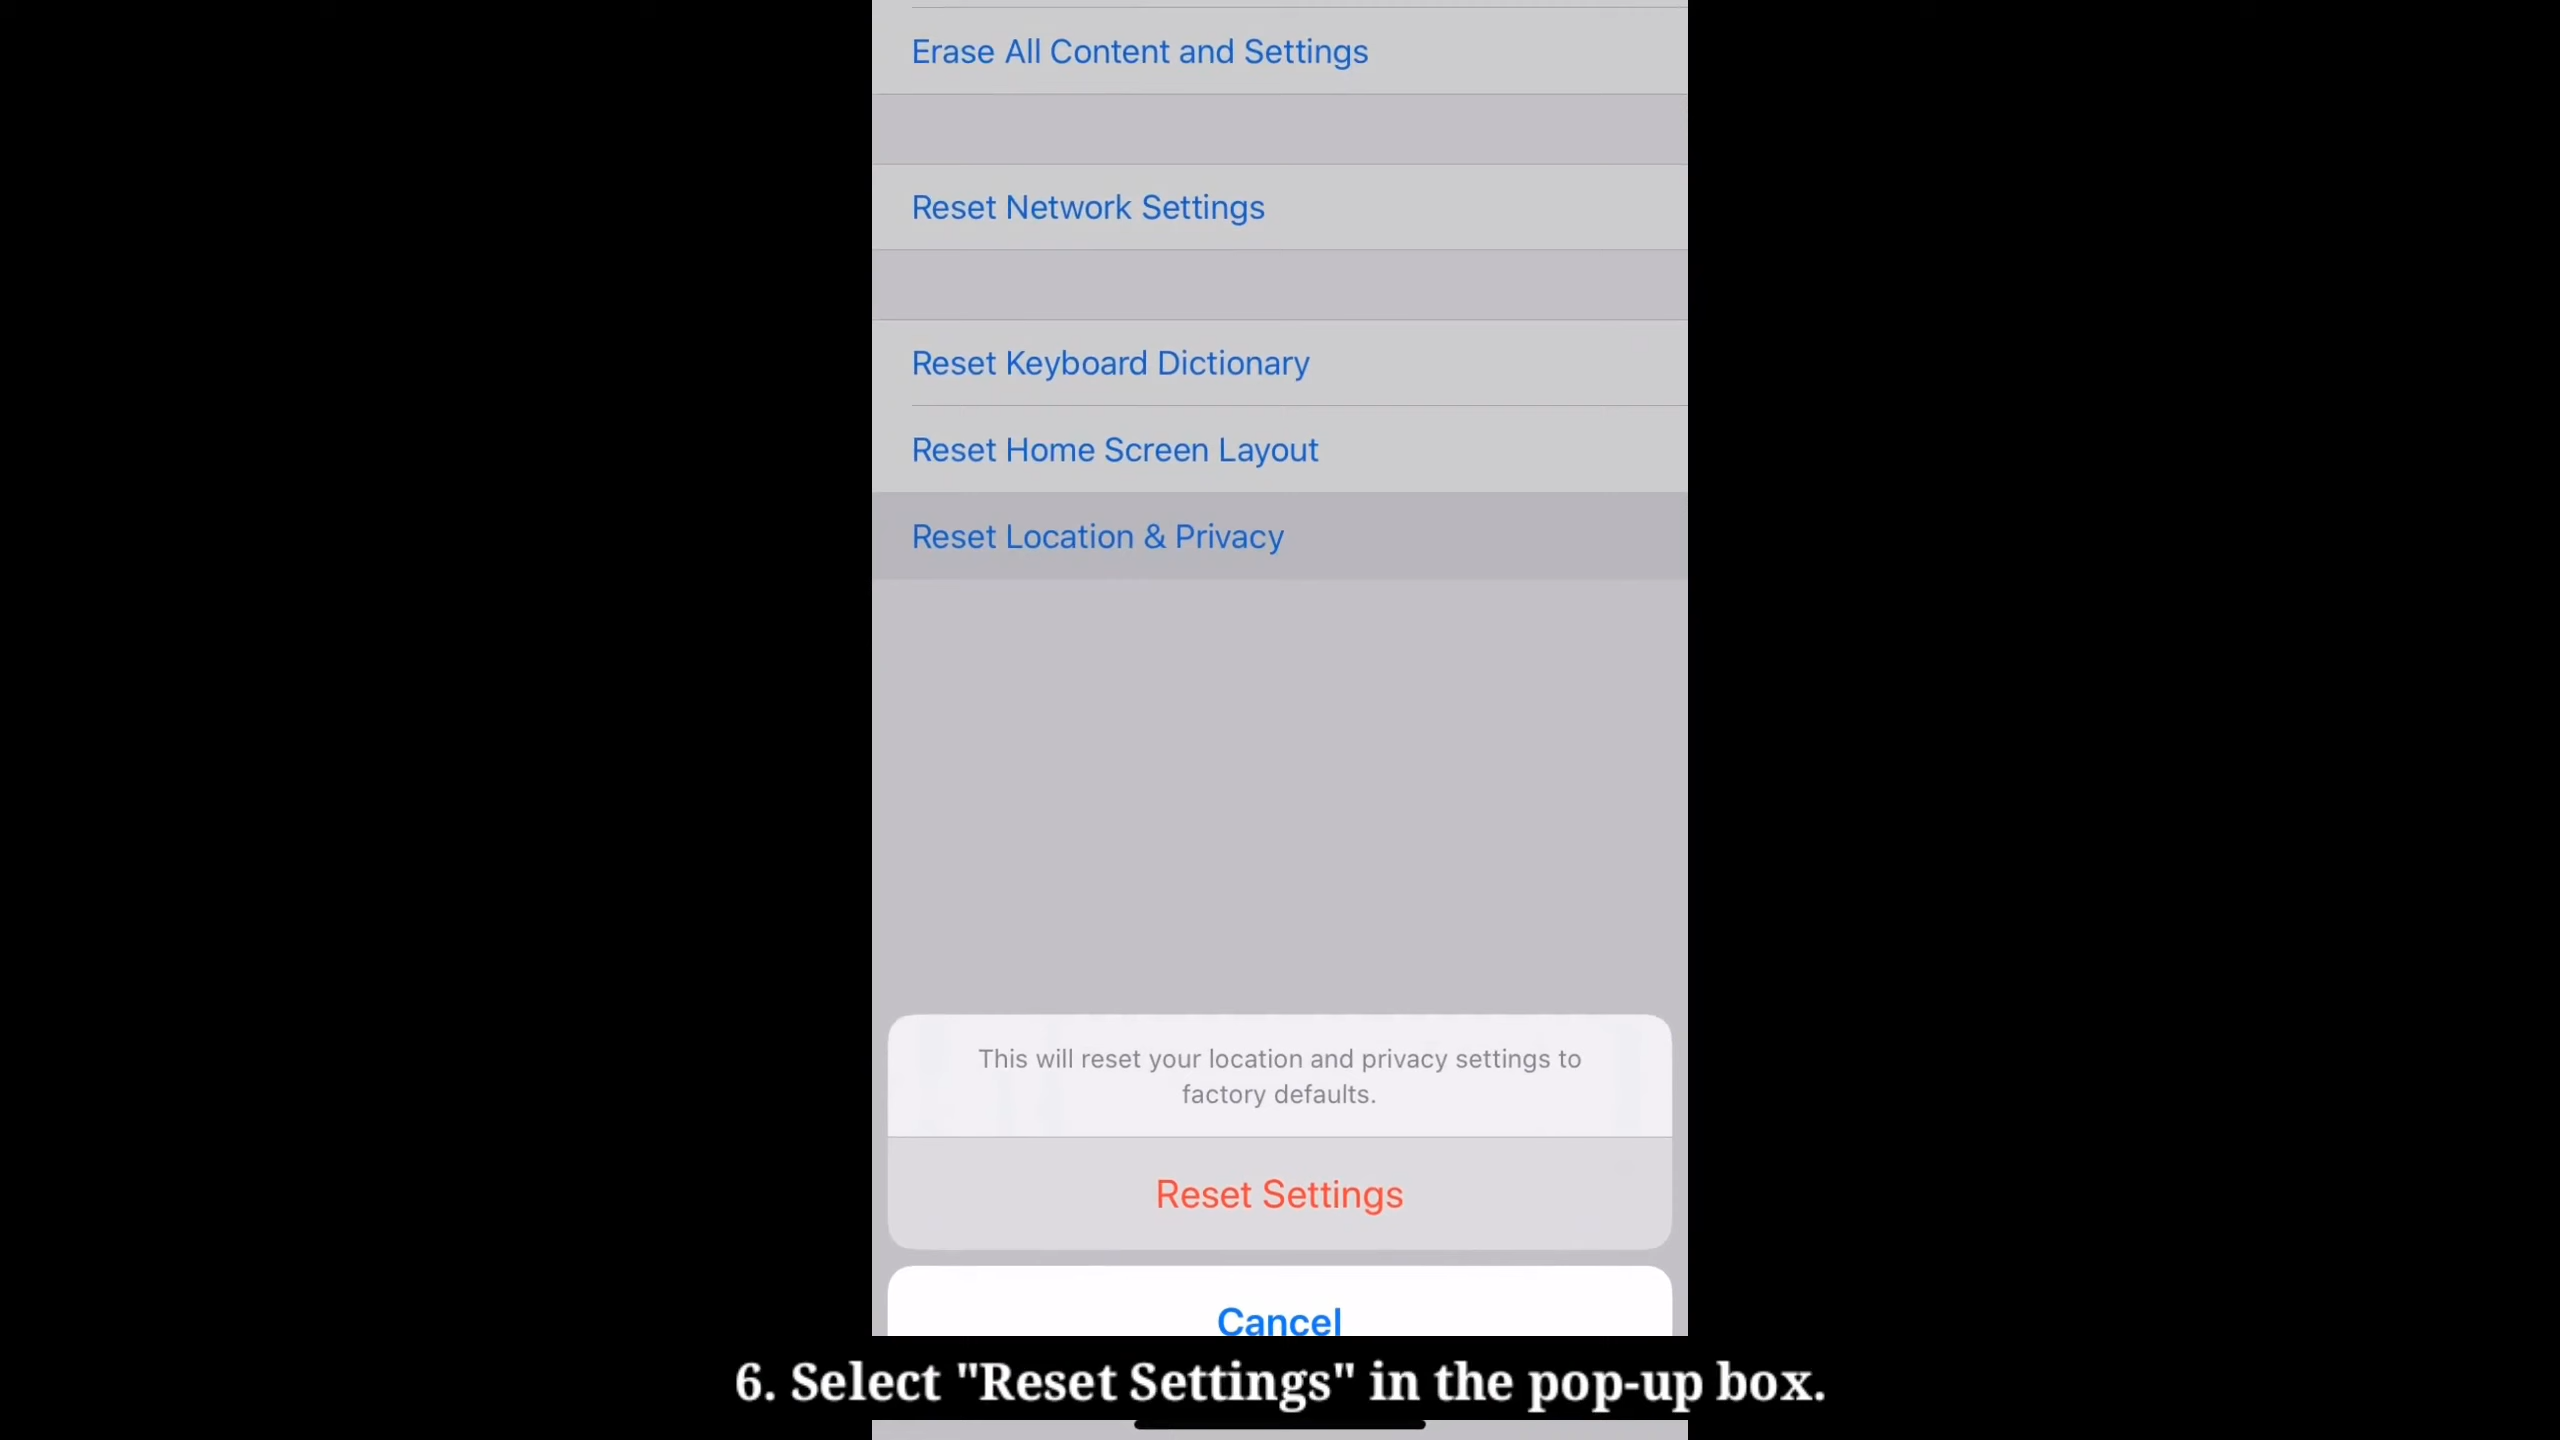 Erase All Content and Settings
Reset Network Settings
Reset Keyboard Dictionary
Reset Home Screen Layout
Reset Location & Privacy
This will reset your location and privacy settings to
factory defaults.
Reset Settings
Cancel
6. Select "Reset Settings" in the pop-up box.